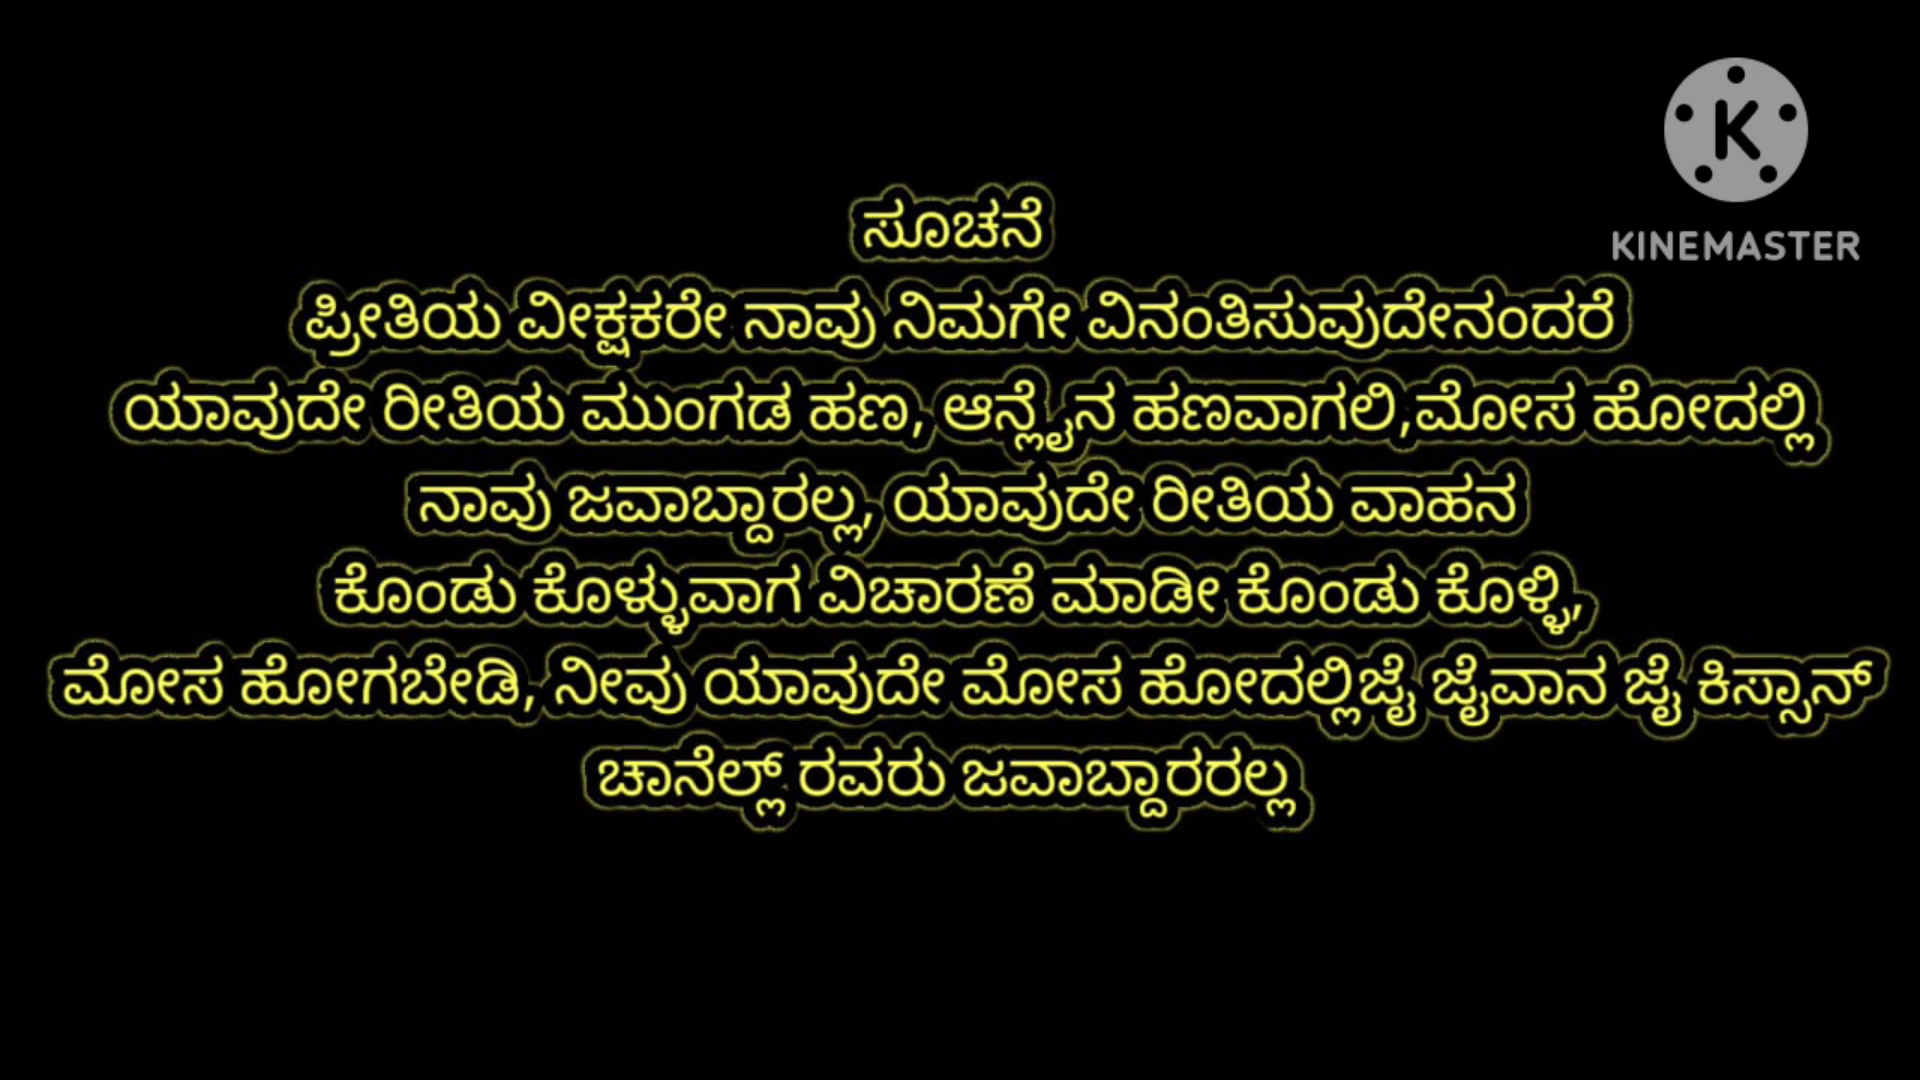 KINEMASTER
ಸೂಚನೆ
ಪ್ರೀತಿಯ ವೀಕ್ಷಕರೇ ನಾವು ನಿಮಗೇ ವಿನಂತಿಸುವುದೇನಂದರೆ
ಯಾವುದೇ ರೀತಿಯ ಮುಂಗಡ ಹಣ, ಆನ್ಲೈನ ಹಣವಾಗಲಿ,ಮೋಸ ಹೋದಲ್ಲಿ
ನಾವು ಜವಾಬ್ದಾರಲ್ಲ, ಯಾವುದೇ ರೀತಿಯ ವಾಹನ
ಕೊಂಡು ಕೊಳ್ಳುವಾಗ ವಿಚಾರಣೆ ಮಾಡೀ ಕೊಂಡು ಕೊಳ್ಳಿ,
ಮೋಸ ಹೋಗಬೇಡಿ, ನೀವು ಯಾವುದೇ ಮೋಸ ಹೋದಲ್ಲಿಜೈ ಜೈವಾನ ಜೈ ಕಿಸ್ಸಾನ್
ಚಾನೆಲ್ಲ್ ರವರು ಜವಾಬ್ದಾರರಲ್ಲ